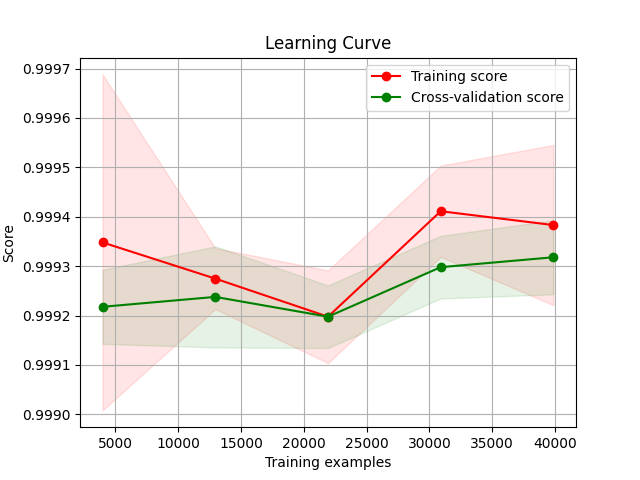 Learning Curve
Training score
Cross-validation score
Score
0.9997
0.9996
0.9995
0.9994
0.9993
0.9992
0.9991
0.9990
5000 10000 15000 20000 25000 30000 35000 40000
Training examples